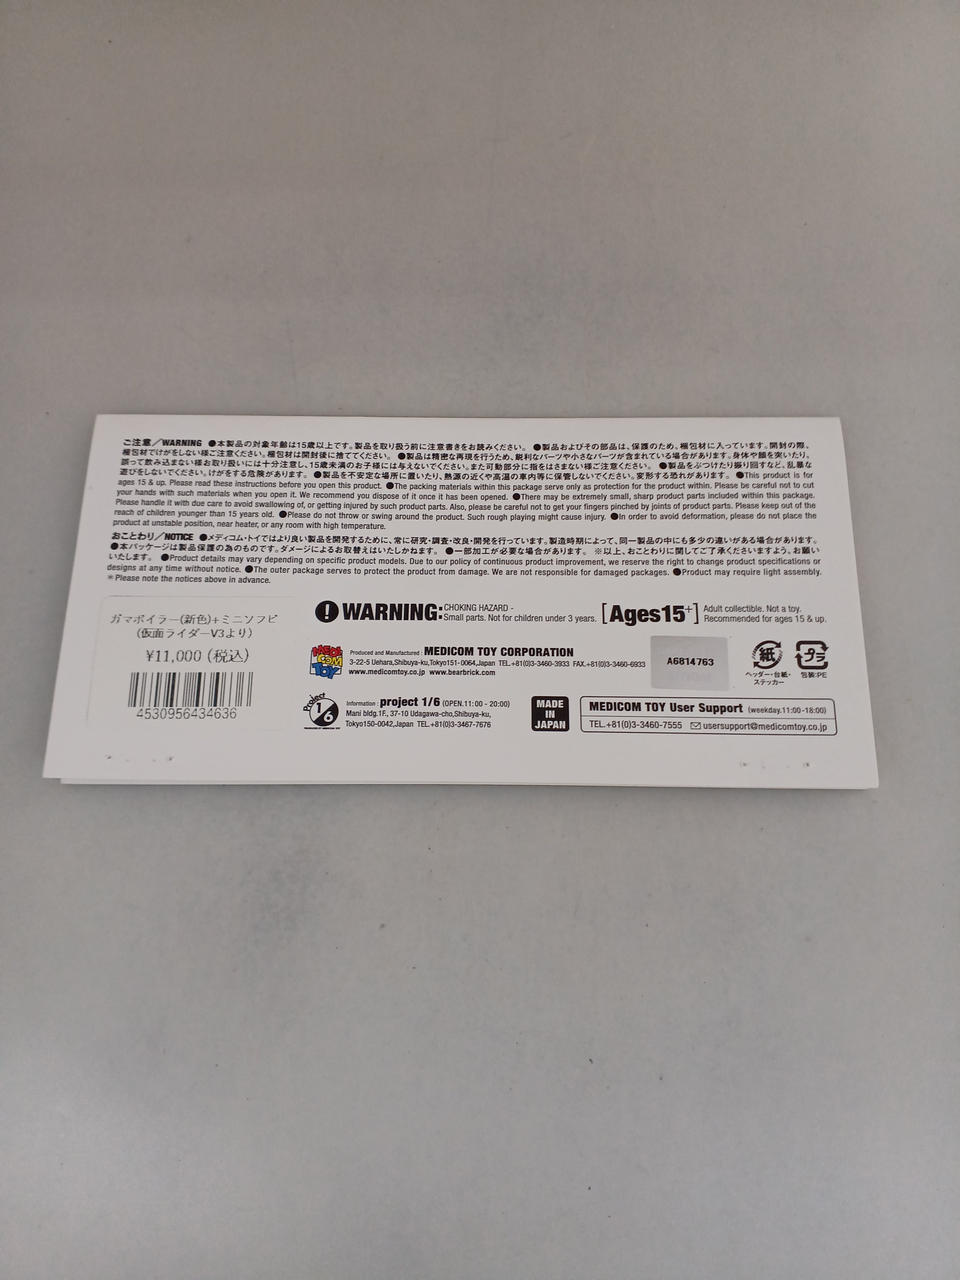 ご注意／WARNING ●本製品の対象年齢は15歳以上です。製品を取り扱う前に注意書きをお読みください。 ●製品およびその部品は、保護のため、梱包材に入っています。開封の際、
梱包材でけがをしない様ご注意ください。梱包材は開封後に捨ててください。 ●製品は精密な再現を行うため、鋭利なパーツや小さなパーツが含まれている場合があります。身体や顔を突いたり、
誤って飲み込まない様お取り扱いには十分注意し、15歳未満のお子様には与えないでください。また可動部分に指をはさまない様ご注意ください。 ●製品をぶつけたり振り回すなど、乱暴な
遊びをしないでください。けがをする危険があります。 ●製品を不安定な場所に置いたり、熱源の近くや高温の車内等に保管しないでください。変形する恐れがあります。 ●This product is for
ages 15 & up. Please read these instructions before you open this product. ●The packing materials within this package serve only as protection for the product within. Please be careful not to cut
your hands with such materials when you open it. We recommend you dispose of it once it has been opened. ●There may be extremely small, sharp product parts included within this package.
Please handle it with due care to avoid swallowing of, or getting injured by such product parts. Also, please be careful not to get your fingers pinched by joints of product parts. Please keep out of the
reach of children younger than 15 years old. ●Please do not throw or swing around the product. Such rough playing might cause injury. ●In order to avoid deformation, please do not place the
product at unstable position, near heater, or any room with high temperature.
おことわり／NOTICE ●メディコム・トイではより良い製品を開発するために、常に研究・調査・改良・開発を行っています。製造時期によって、同一製品の中にも多少の違いがある場合があります。
●本パッケージは製品保護の為のものです。ダメージによるお取替えはいたしかねます。 ●一部加工が必要な場合があります。 ※以上、おことわりに関してご了承くださいますよう、お願い
いたします。 ●Product details may vary depending on specific product models. Due to our policy of continuous product improvement, we reserve the right to change product specifications or
designs at any time without notice. ●The outer package serves to protect the product from damage. We are not responsible for damaged packages. ●Product may require light assembly.
＊Please note the notices above in advance.
ガマボイラー(新色)+ミニソフビ
(仮面ライダーV3より)
¥11,000 (税込)
4530956434636
WARNING: CHOKING HAZARD -
Small parts. Not for children under 3 years.
[Ages15+] Adult collectible. Not a toy.
Recommended for ages 15 & up.
MEDICOM TOY
Produced and Manufactured : MEDICOM TOY CORPORATION
3-22-5 Uehara,Shibuya-ku,Tokyo151-0064,Japan TEL.+81(0)3-3460-3933 FAX.+81(0)3-3460-6933
www.medicomtoy.co.jp www.bearbrick.com
A6814763
紙
ヘッダー・台紙・
ステッカー
プラ
包装:PE
Project 1/6
Information : project 1/6 (OPEN.11:00 - 20:00)
Mani bldg.1F., 37-10 Udagawa-cho,Shibuya-ku,
Tokyo150-0042,Japan TEL.+81(0)3-3467-7676
MADE
IN
JAPAN
MEDICOM TOY User Support (weekday.11:00-18:00)
TEL.+81(0)3-3460-7555 usersupport@medicomtoy.co.jp